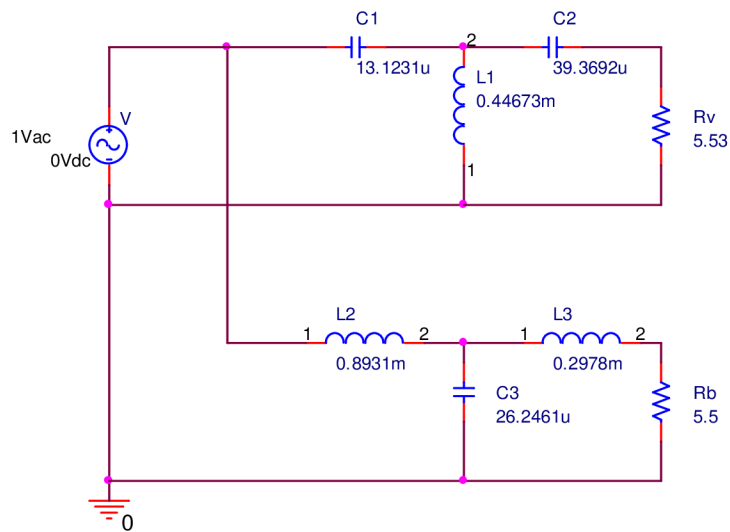 C1
13.1231u
2
L1
0.44673m
1
C2
39.3692u
Rv
5.53
V
1Vac
0Vdc
L2
1
2
0.8931m
L3
1
2
0.2978m
C3
26.2461u
Rb
5.5
0